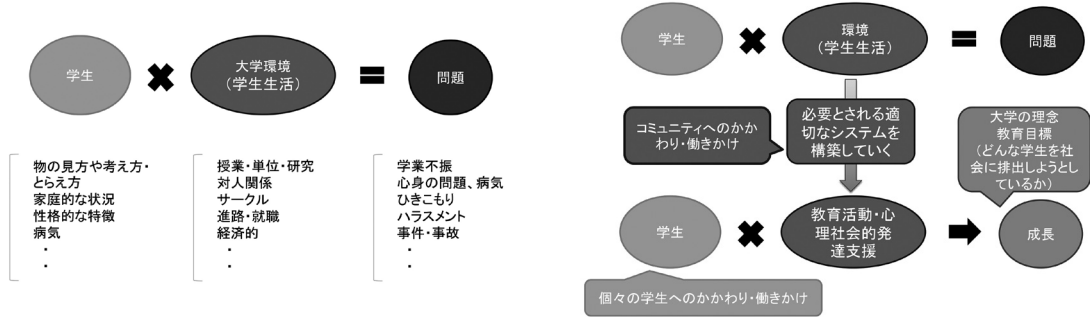 学生
大学環境
（学生生活）
問題
物の見方や考え方・
とらえ方
家庭的な状況
性格的な特徴
病気
・
・
授業・単位・研究
対人関係
サークル
進路・就職
経済的
・
・
学業不振
心身の問題、病気
ひきこもり
ハラスメント
事件・事故
・
・
学生
環境
（学生生活）
問題
コミュニティへのかか
わり・働きかけ
必要とされる適
切なシステムを
構築していく
大学の理念
教育目標
（どんな学生を社
会に排出しようとし
ているか）
学生
教育活動・心
理社会的発
達支援
成長
個々の学生へのかかわり・働きかけ